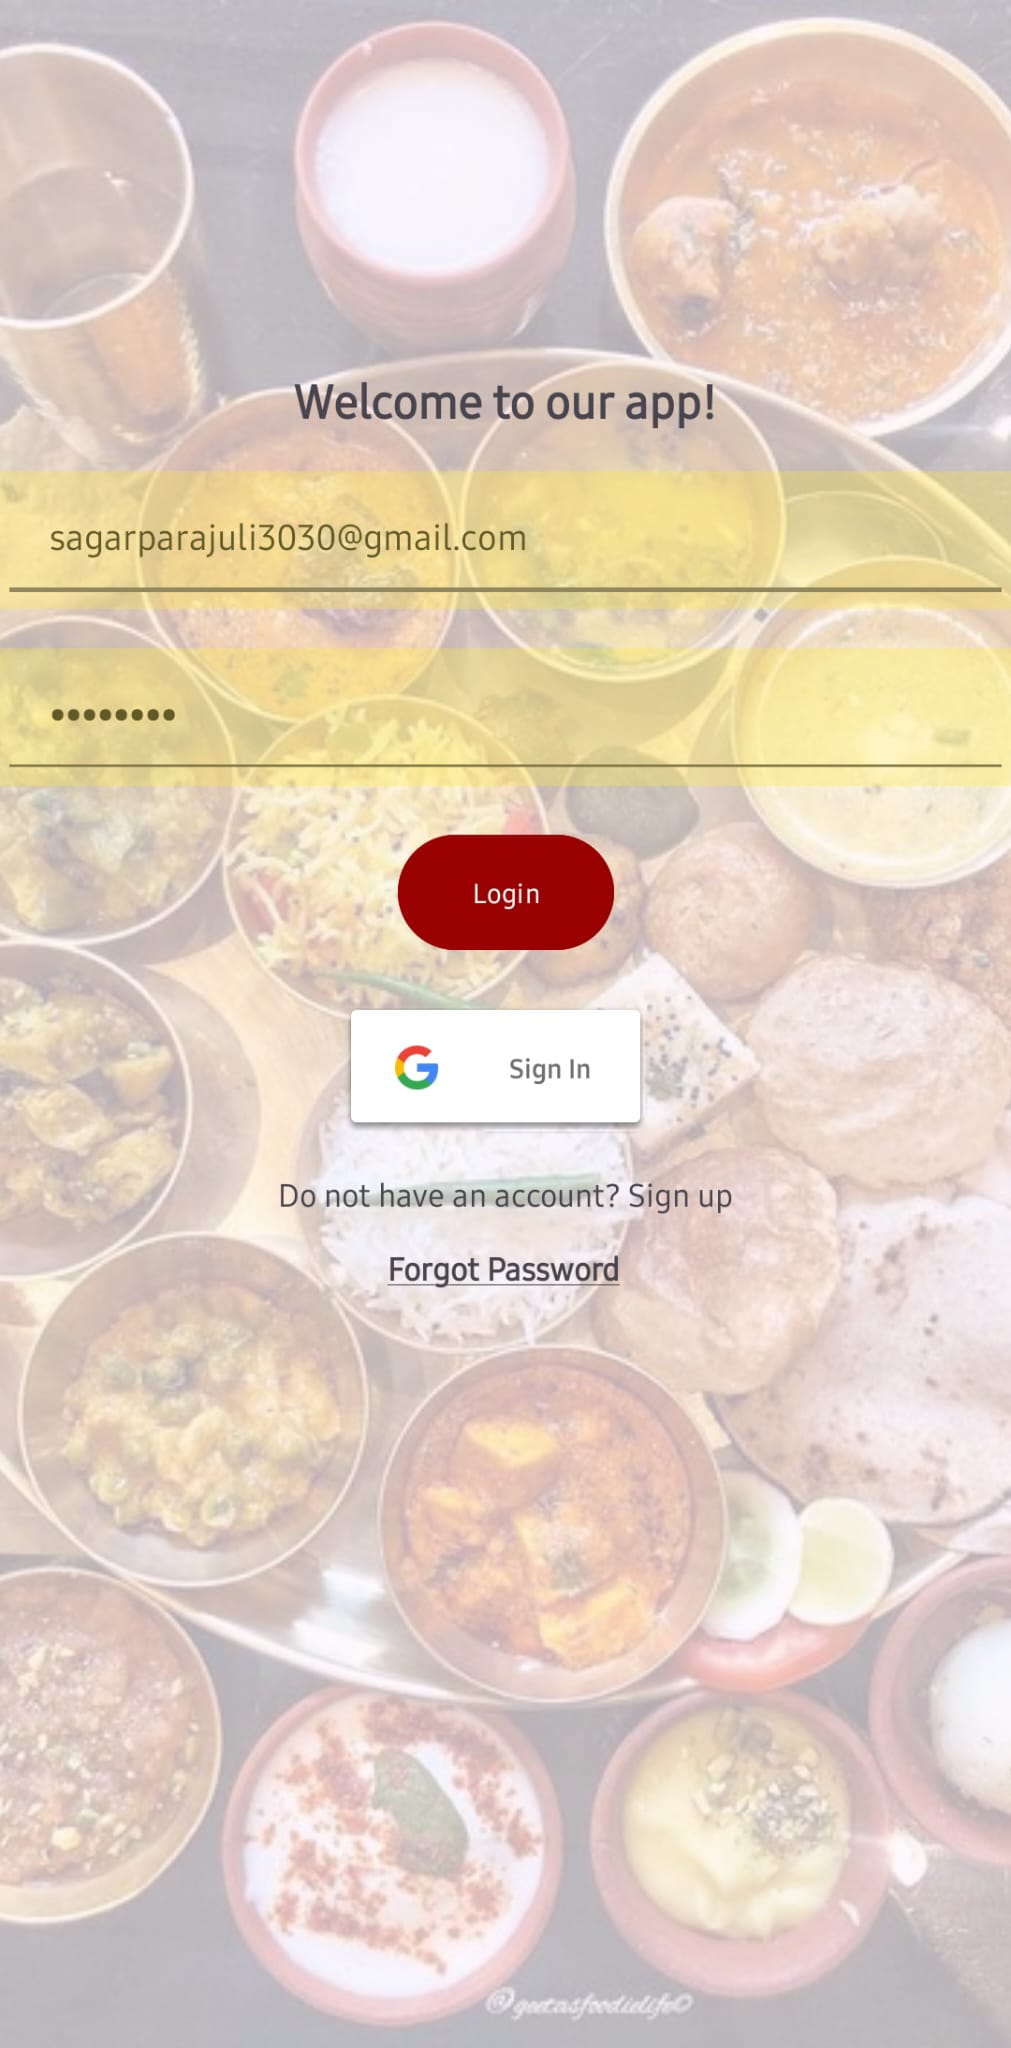 Welcome to our app!
sagarparajuli3030@gmail.com
••••••••
Login
Sign In
Do not have an account? Sign up
Forgot Password
@geetasfoodielife©